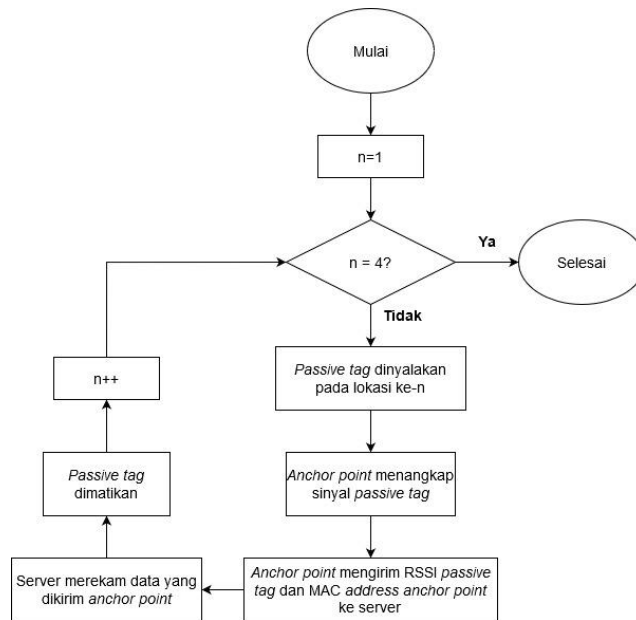 Mulai
n=1
n = 4?
Ya
Selesai
Tidak
Passive tag dinyalakan
pada lokasi ke-n
Anchor point menangkap
sinyal passive tag
Anchor point mengirim RSSI passive
tag dan MAC address anchor point
ke server
Server merekam data yang
dikirim anchor point
Passive tag
dimatikan
n++